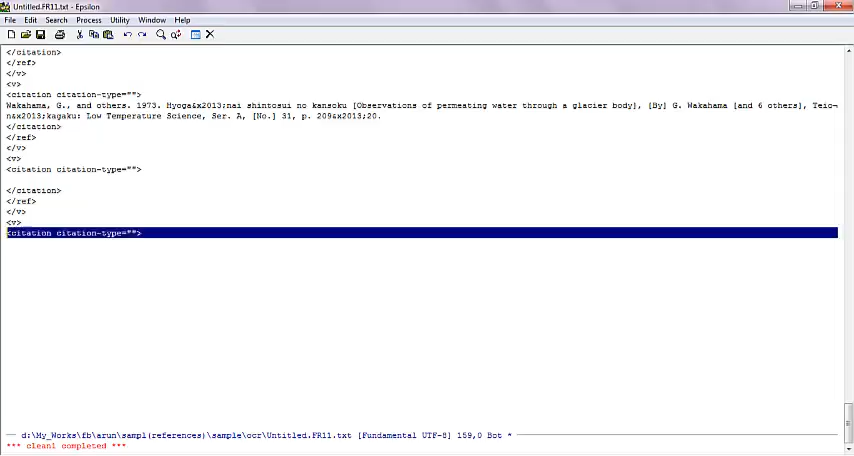 Untitled.FR11.txt - Epsilon
File Edit Search Process Utility Window Help
</citation>
</ref>
</v>
<v>
<citation citation-type="">
Wakahama, G., and others. 1973. Hyoga&x2013;nai shintosui no kansoku [Observations of permeating water through a glacier body], [By] G. Wakahama [and 6 others], Teio¬
n&x2013;kagaku: Low Temperature Science, Ser. A, [No.] 31, p. 209&x2013;20.
</citation>
</ref>
</v>
<v>
<citation citation-type="">
</citation>
</ref>
</v>
<v>
<citation citation-type="">
d:\My_Works\fb\arun\sampl(references)\sample\ocr\Untitled.FR11.txt [Fundamental UTF-8] 159,0 Bot *
*** clean1 completed ***